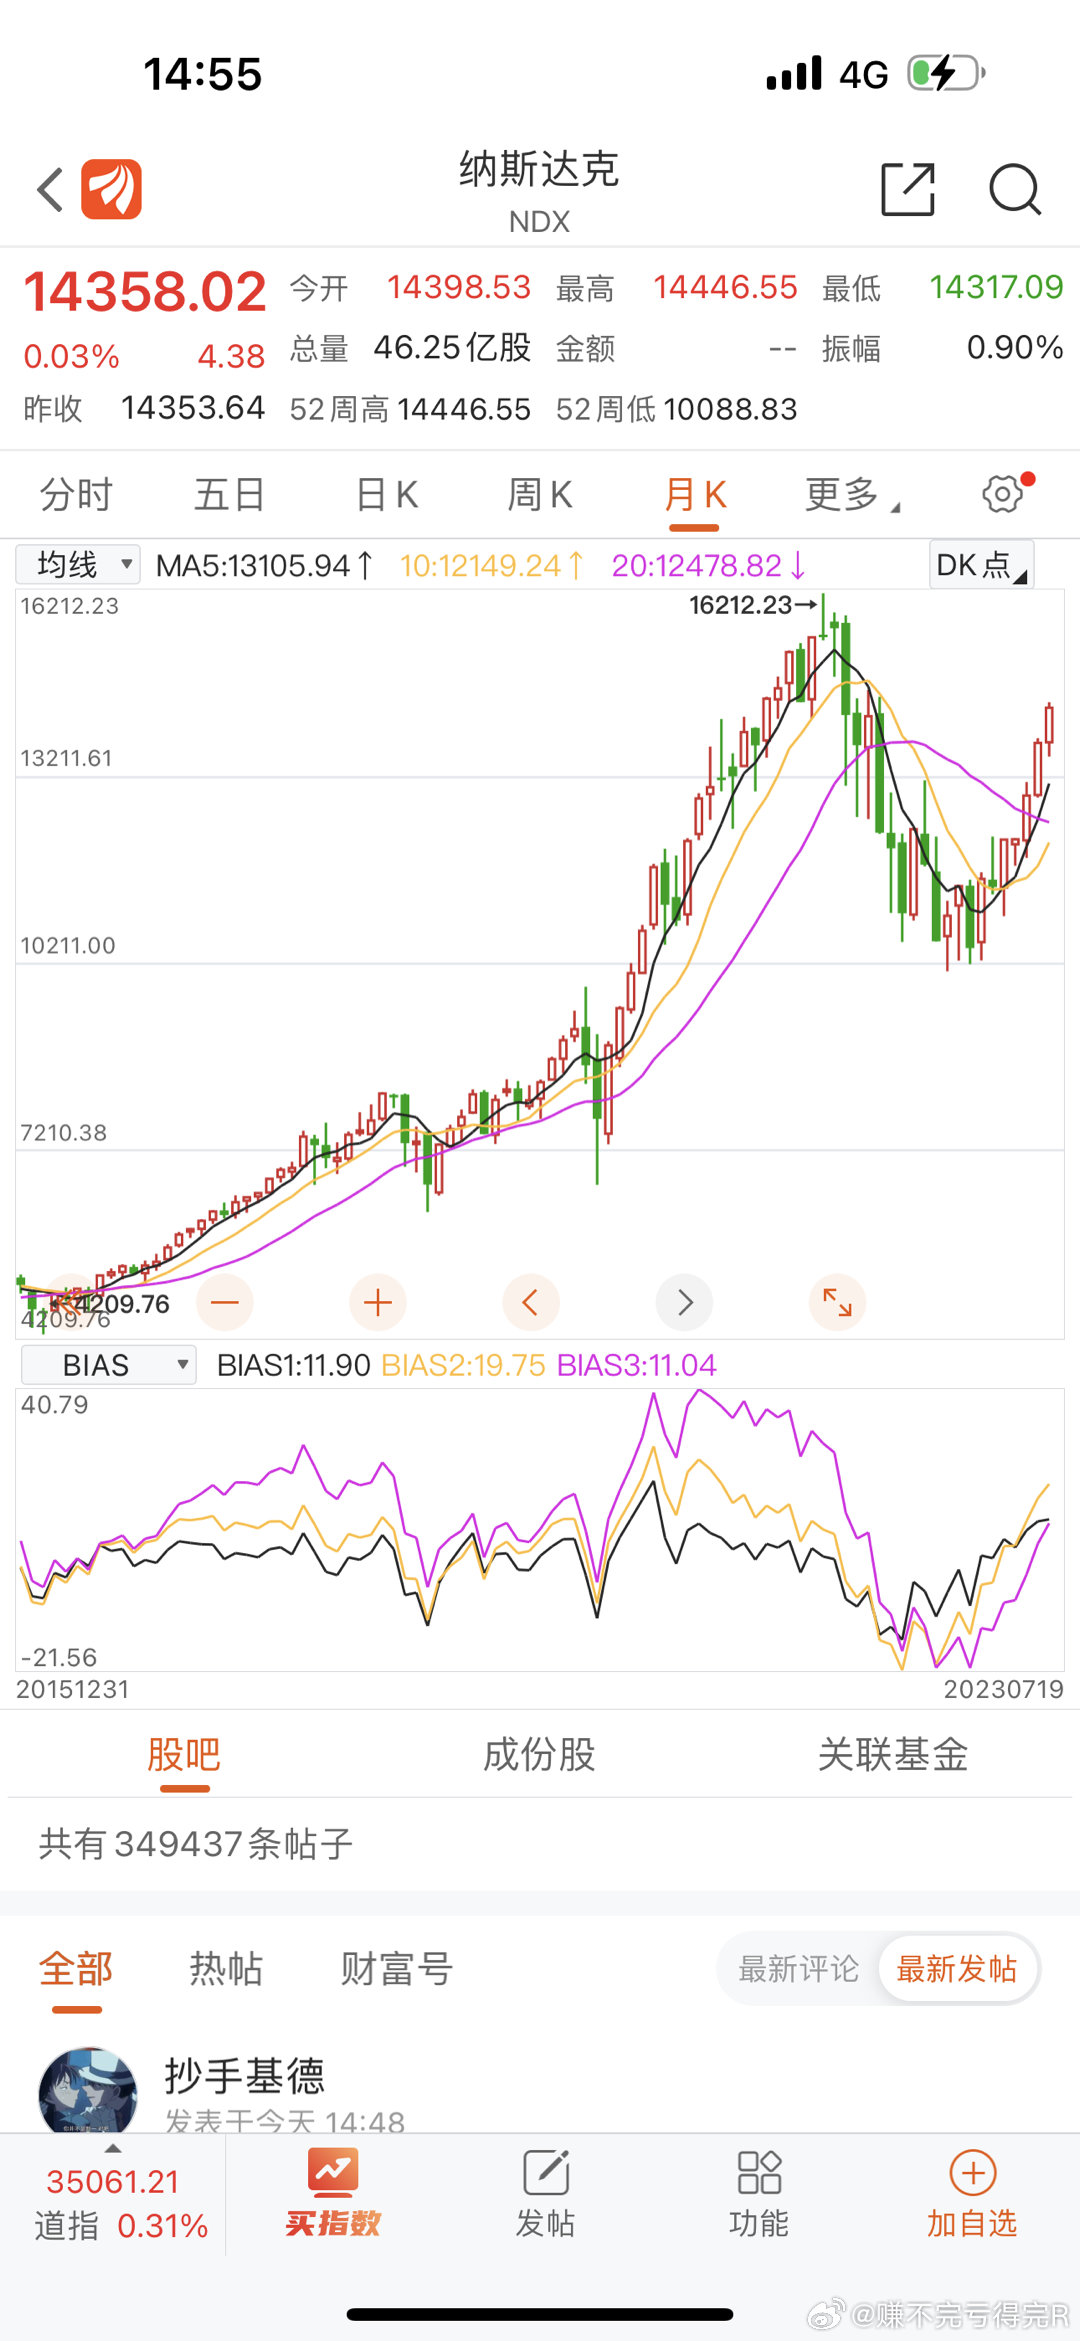 14:55 4G
纳斯达克
NDX
14358.02 今开 14398.53 最高 14446.55 最低 14317.09
0.03% 4.38 总量 46.25亿股 金额 -- 振幅 0.90%
昨收 14353.64 52周高 14446.55 52周低 10088.83
分时 五日 日K 周K 月K 更多
均线 MA5:13105.94↑ 10:12149.24↑ 20:12478.82↓ DK点
16212.23 16212.23→
13211.61
10211.00
7210.38
4209.76
4209.76
BIAS BIAS1:11.90 BIAS2:19.75 BIAS3:11.04
40.79
-21.56
20151231 20230719
股吧 成份股 关联基金
共有349437条帖子
全部 热帖 财富号 最新评论 最新发帖
抄手基德
发表于今天 14:48
35061.21
道指 0.31% 买指数 发帖 功能 加自选
@赚不完亏得完R